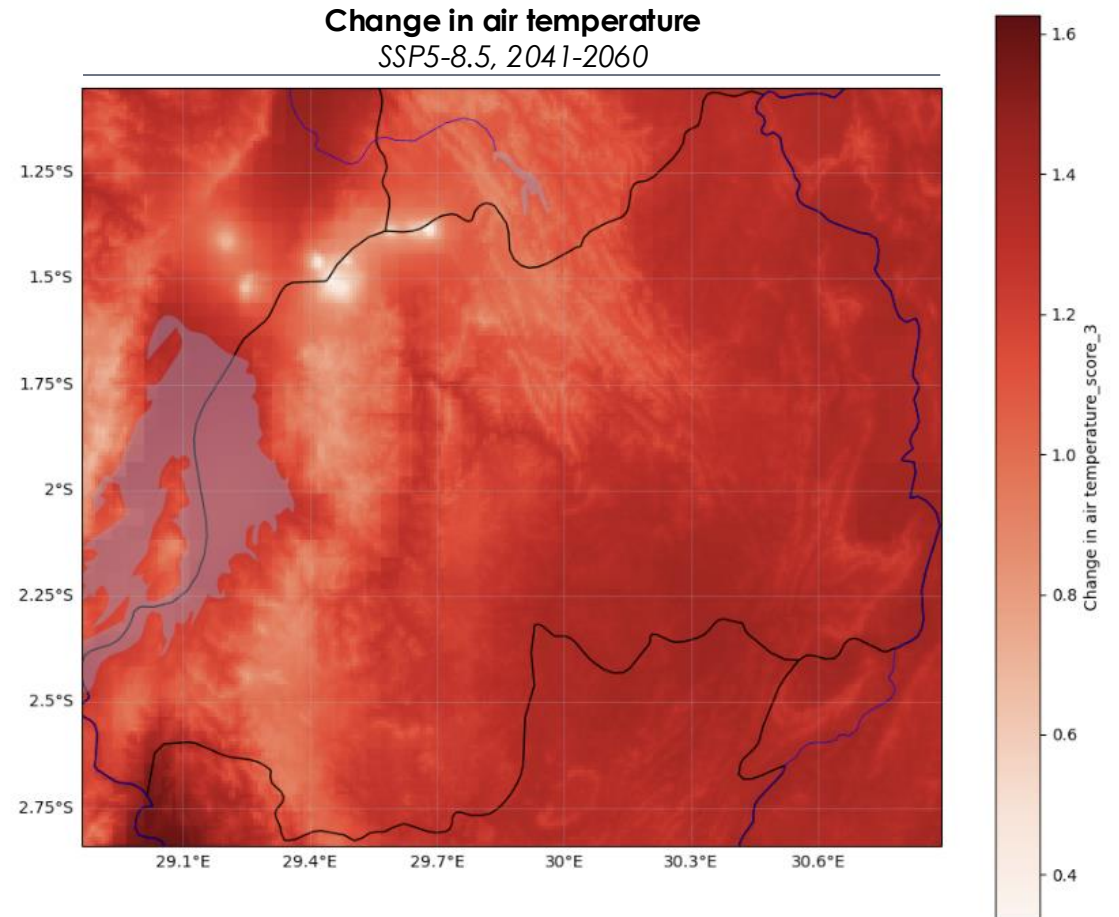 Change in air temperature
SSP5-8.5, 2041-2060
1.25°S
1.5°S
1.75°S
2°S
2.25°S
2.5°S
2.75°S
29.1°E
29.4°E
29.7°E
30°E
30.3°E
30.6°E
1.6
1.4
1.2
1.0
0.8
0.6
0.4
Change in air temperature_score_3